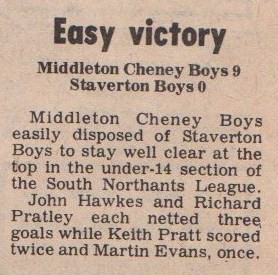 Easy victory
Middleton Cheney Boys 9
Staverton Boys 0
Middleton Cheney Boys
easily disposed of Staverton
Boys to stay well clear at the
top in the under-14 section of
the South Northants League.
John Hawkes and Richard
Pratley each netted three
goals while Keith Pratt scored
twice and Martin Evans, once.